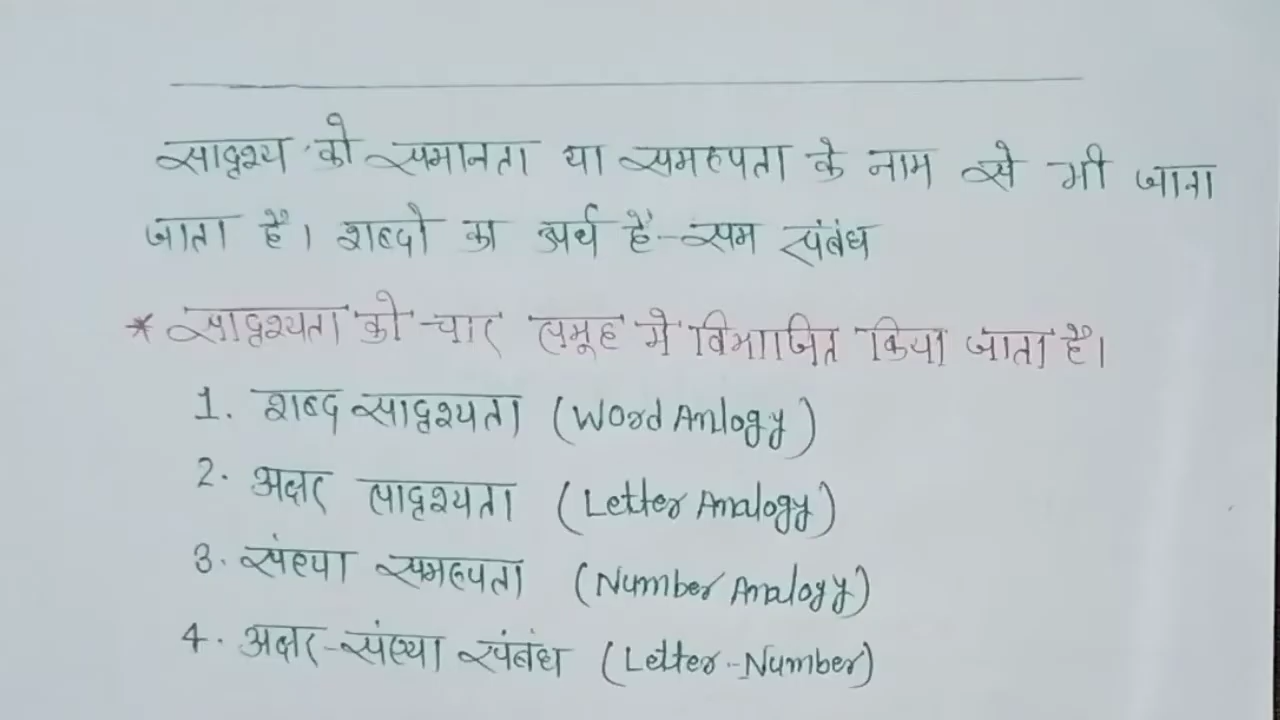 सादृश्य को समानता या समरूपता के नाम से भी जाना
जाता है। शब्दो का अर्थ है - सम संबंध
* सादृश्यता को चार समूह में विभाजित किया जाता है।
1. शब्द सादृश्यता (Word Anlogy)
2. अक्षर सादृश्यता (Letter Analogy)
3. संख्या समरूपता (Number Analogy)
4. अक्षर-संख्या संबंध (Letter-Number)